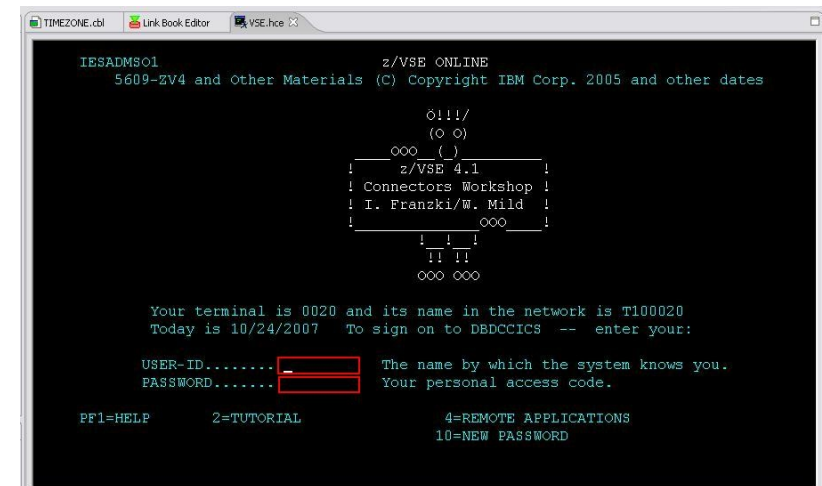 TIMEZONE.cbl Link Book Editor VSE.hce
IESADMSO1 z/VSE ONLINE
5609-ZV4 and Other Materials (C) Copyright IBM Corp. 2005 and other dates
Ö!!!/
(O O)
____OOO__(_)________
! z/VSE 4.1 !
! Connectors Workshop !
! I. Franzki/W. Mild !
!_____________OOO____!
!__!__!
!! !!
OOO OOO
Your terminal is 0020 and its name in the network is T100020
Today is 10/24/2007 To sign on to DBDCCICS -- enter your:
USER-ID........ _ The name by which the system knows you.
PASSWORD....... Your personal access code.
PF1=HELP 2=TUTORIAL 4=REMOTE APPLICATIONS
10=NEW PASSWORD